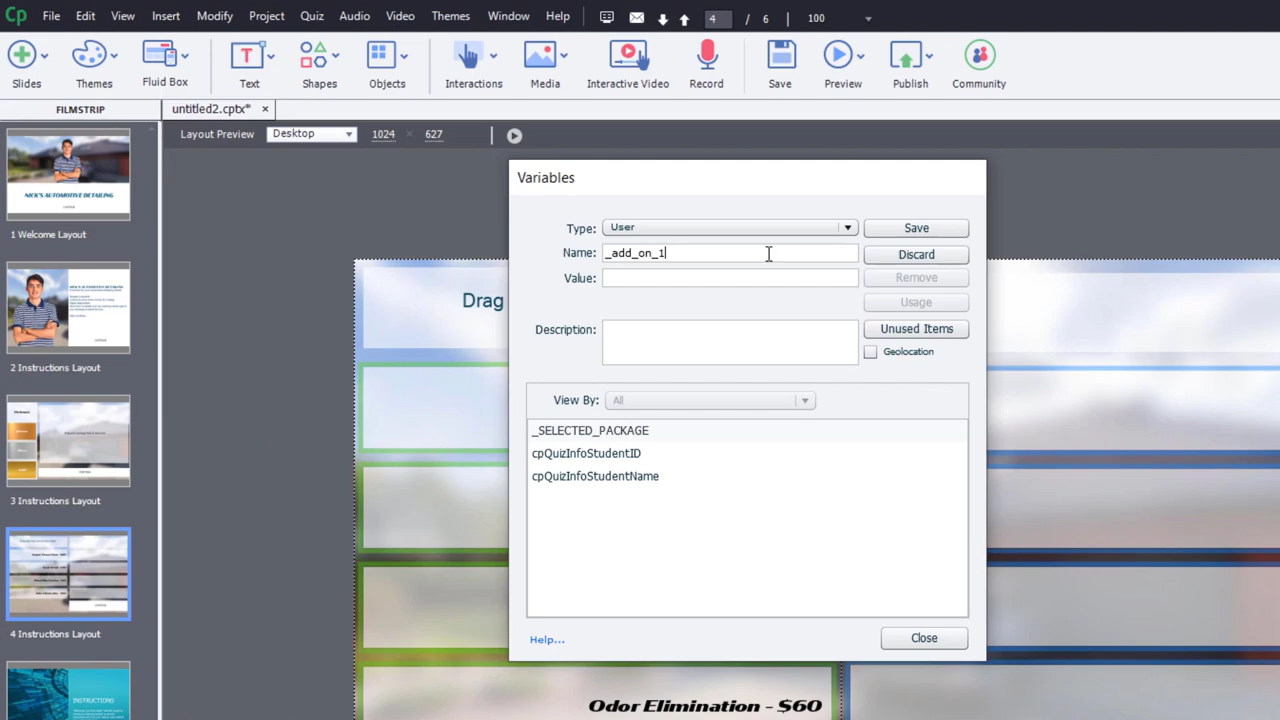 Cp File Edit View Insert Modify Project Quiz Audio Video Themes Window Help 4 / 6 100
Slides Themes Fluid Box Text Shapes Objects Interactions Media Interactive Video Record Save Preview Publish Community
FILMSTRIP untitled2.cptx* ×
Layout Preview Desktop 1024 × 627
NICK'S AUTOMOTIVE DETAILING
1 Welcome Layout
NICK'S AUTOMOTIVE DETAILING
2 Instructions Layout
3 Instructions Layout
4 Instructions Layout
INSTRUCTIONS
Drag
Variables
Type: User Save
Name: _add_on_1 Discard
Value: Remove
Usage
Description: Unused Items
Geolocation
View By: All
_SELECTED_PACKAGE
cpQuizInfoStudentID
cpQuizInfoStudentName
Help... Close
Odor Elimination - $60